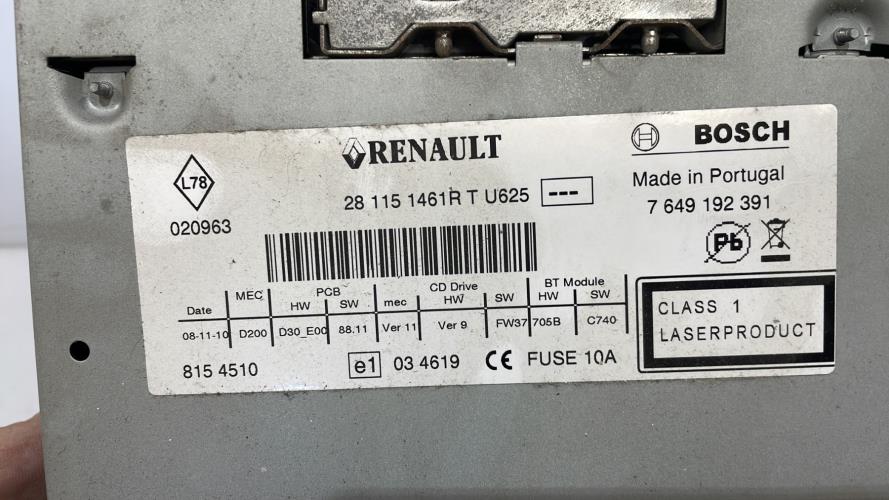 L78
020963
RENAULT
28 115 1461R T U625 ---
BOSCH
Made in Portugal
7 649 192 391
Pb
Date MEC PCB CD Drive BT Module
HW SW mec HW SW HW SW
08-11-10 D200 D30_E00 88.11 Ver 11 Ver 9 FW37 705B C740
815 4510 e1 03 4619 CE FUSE 10A
CLASS 1
LASERPRODUCT